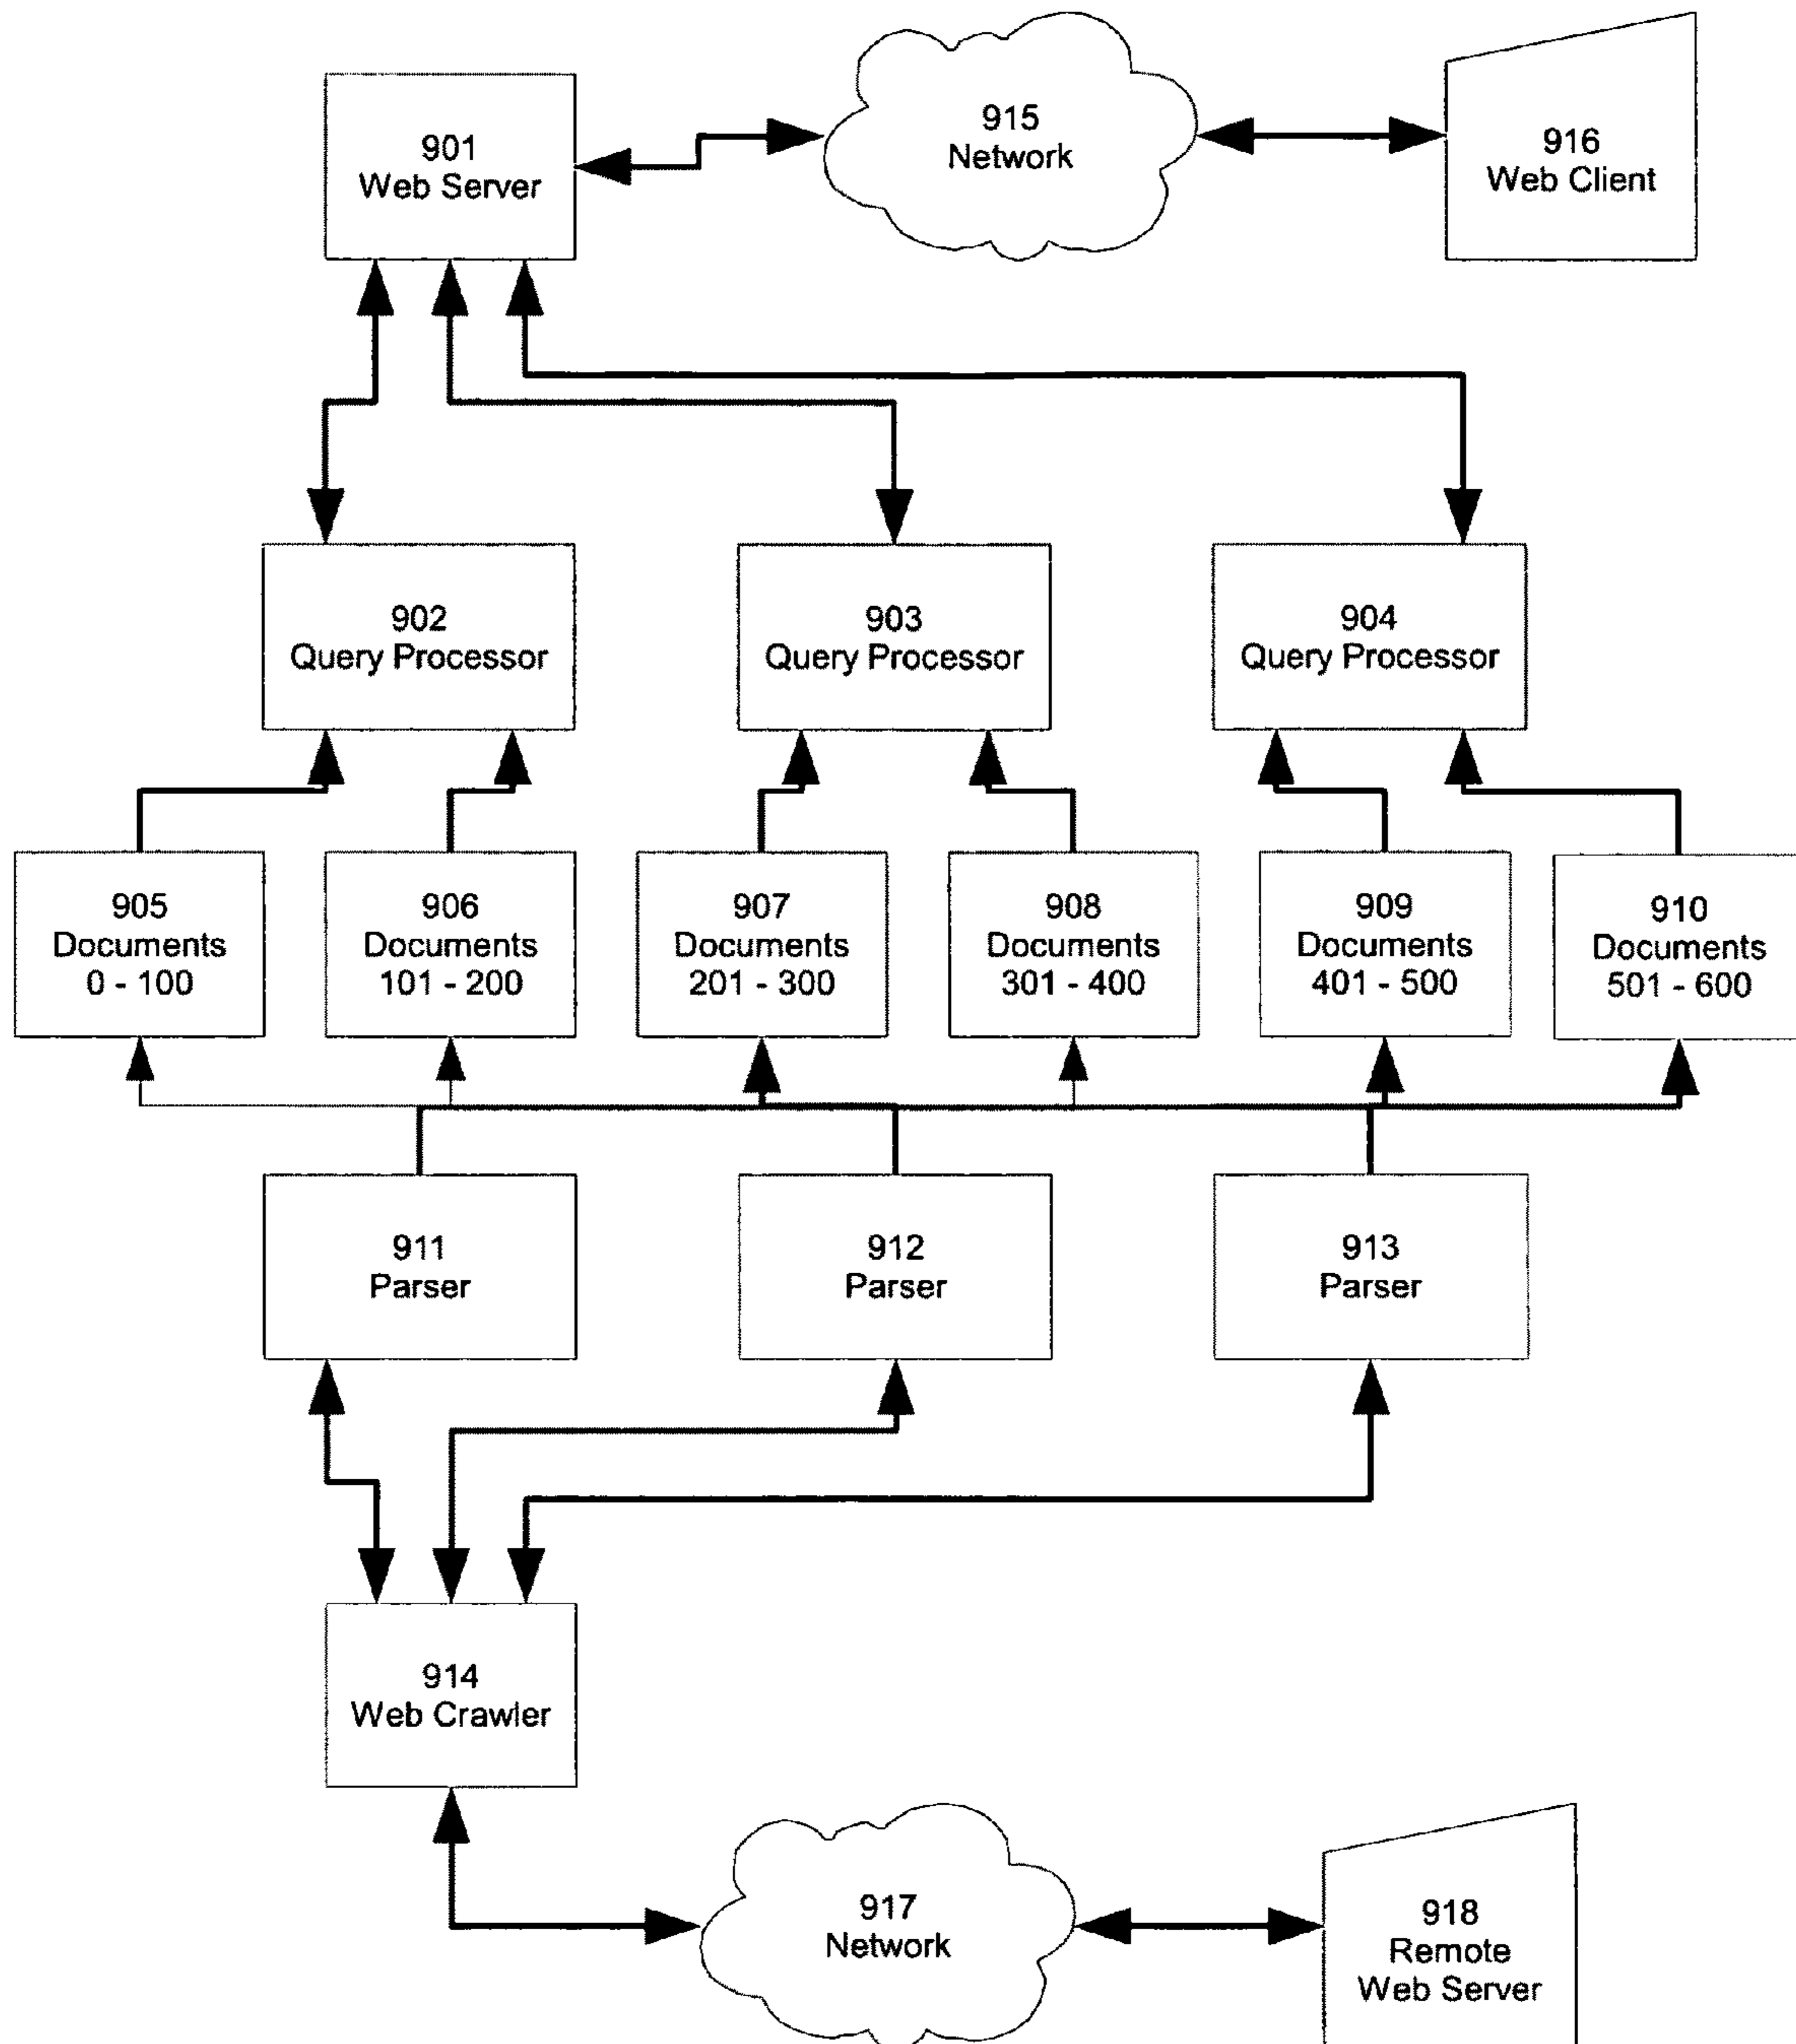 901
Web Server
915
Network
916
Web Client
902
Query Processor
903
Query Processor
904
Query Processor
905
Documents
0 - 100
906
Documents
101 - 200
907
Documents
201 - 300
908
Documents
301 - 400
909
Documents
401 - 500
910
Documents
501 - 600
911
Parser
912
Parser
913
Parser
914
Web Crawler
917
Network
918
Remote
Web Server